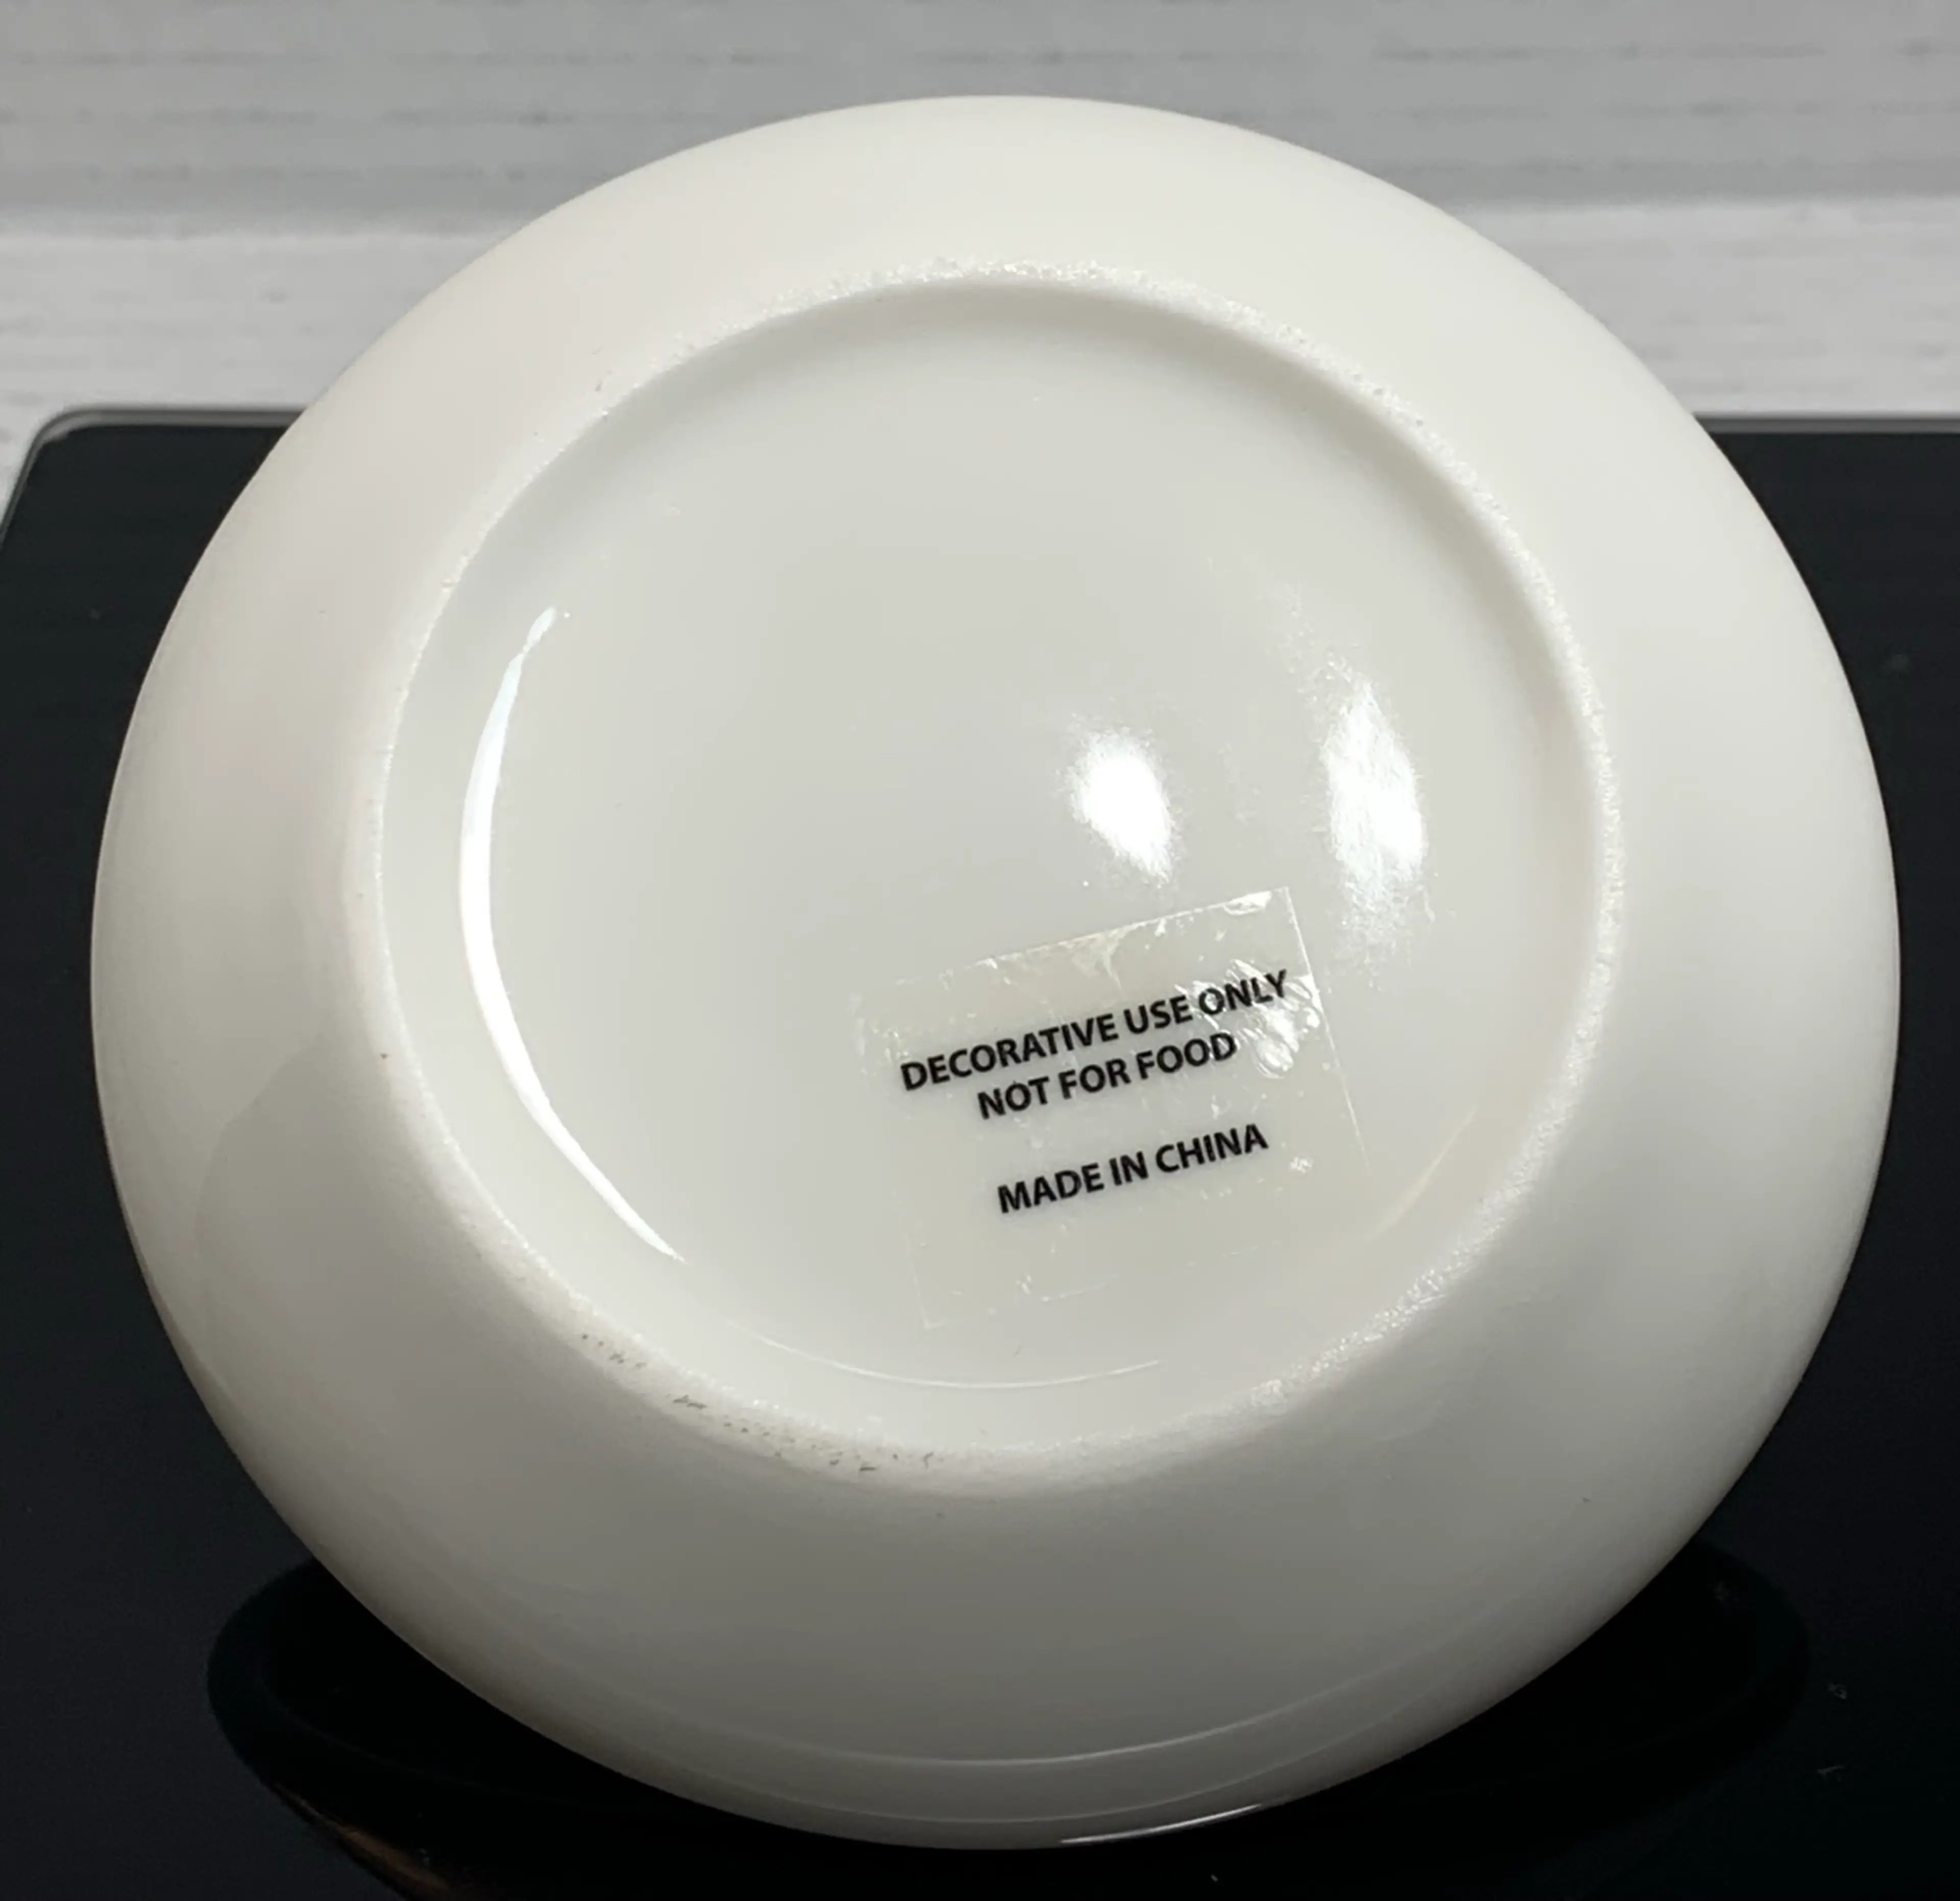 DECORATIVE USE ONLY
NOT FOR FOOD
MADE IN CHINA